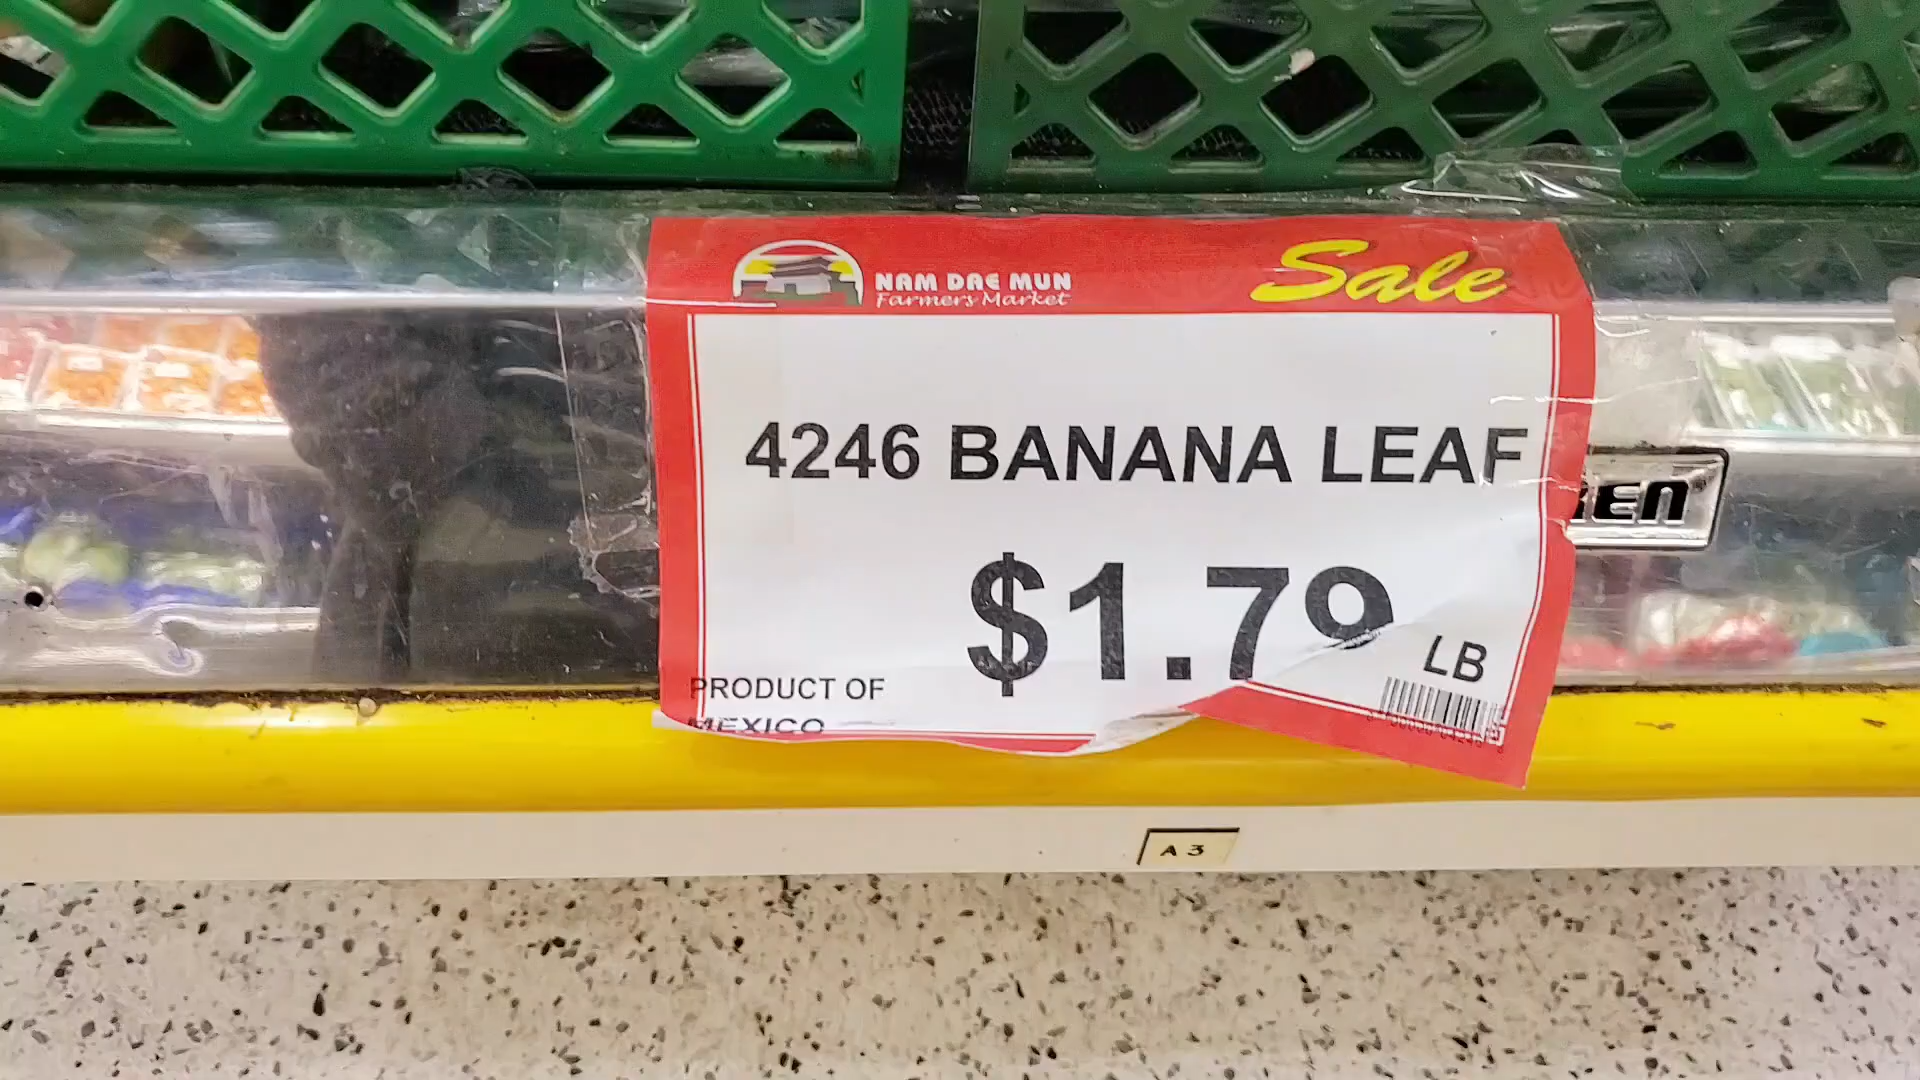 NAM DAE MUN
Farmers Market
Sale
4246 BANANA LEAF
$1.79
LB
PRODUCT OF
MEXICO
A 3